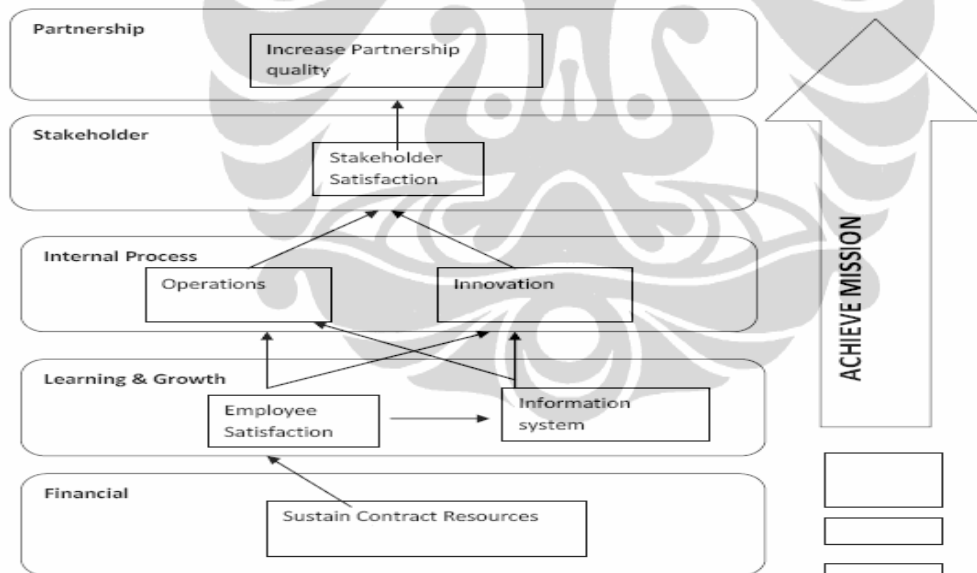 Partnership
Increase Partnership
quality
Stakeholder
Stakeholder
Satisfaction
Internal Process
Operations
Innovation
ACHIEVE MISSION
Learning & Growth
Employee
Satisfaction
Information
system
Financial
Sustain Contract Resources